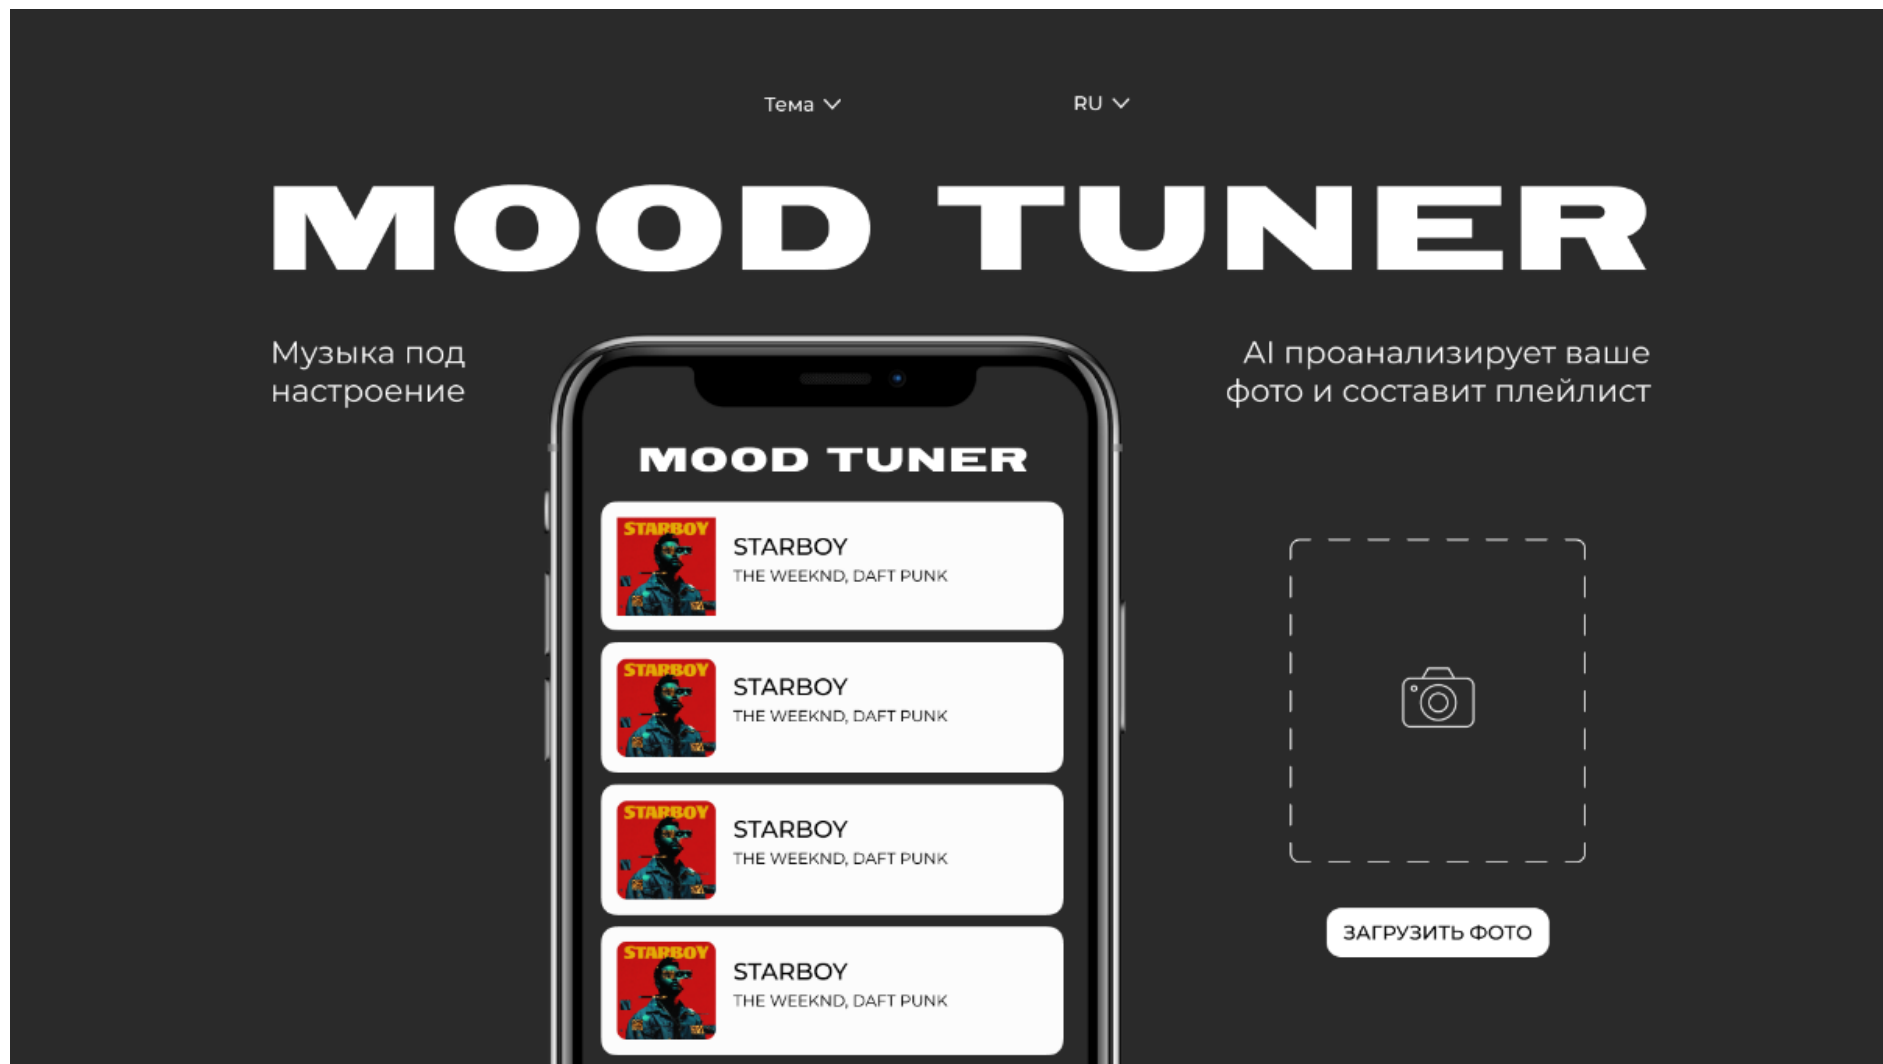 Тема
RU
MOOD TUNER
Музыка под
настроение
AI проанализирует ваше
фото и составит плейлист
MOOD TUNER
STARBOY
STARBOY
THE WEEKND, DAFT PUNK
STARBOY
STARBOY
THE WEEKND, DAFT PUNK
STARBOY
STARBOY
THE WEEKND, DAFT PUNK
STARBOY
STARBOY
THE WEEKND, DAFT PUNK
ЗАГРУЗИТЬ ФОТО